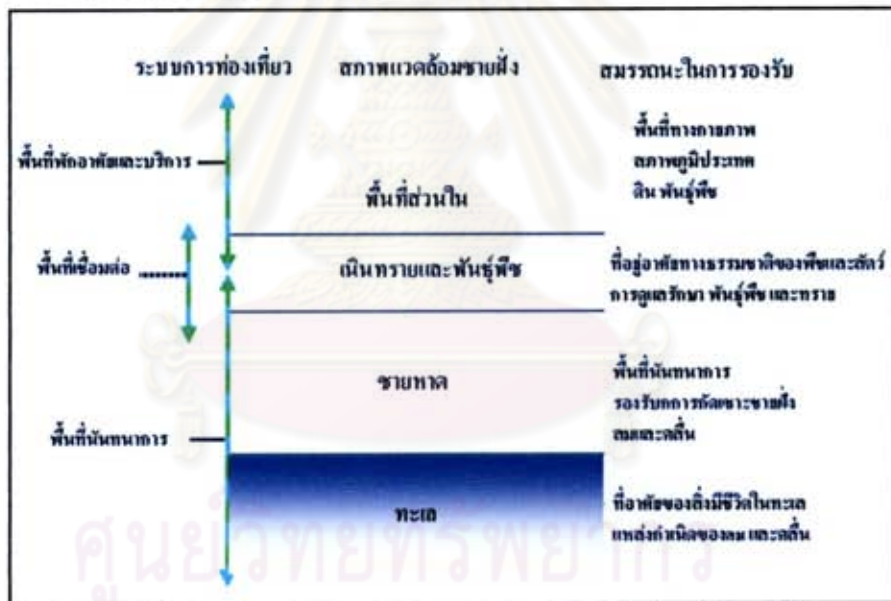 ระบบการท่องเที่ยว สภาพแวดล้อมชายฝั่ง สมรรถนะในการรองรับ
พื้นที่พักอาศัยและบริการ
พื้นที่เชื่อมต่อ
พื้นที่นันทนาการ
พื้นที่ส่วนใน
เนินทรายและพันธุ์พืช
ชายหาด
ทะเล
พื้นที่ทางกายภาพ
สภาพภูมิประเทศ
ดิน พันธุ์พืช
ที่อยู่อาศัยทางธรรมชาติของพืชและสัตว์
การดูแลรักษา พันธุ์พืช และทราย
พื้นที่นันทนาการ
รองรับกการกัดเซาะชายฝั่ง
ลมและคลื่น
ที่อาศัยของสิ่งมีชีวิตในทะเล
แหล่งกำเนิดของลม และคลื่น
ศูนย์วิทยทรัพยากร